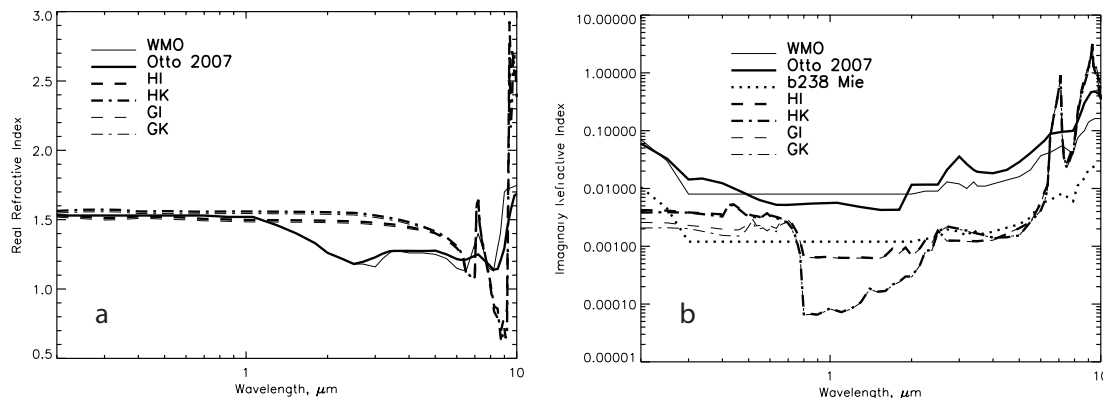 3.0
2.5
2.0
1.5
1.0
0.5
Real Refractive Index
WMO
Otto 2007
HI
HK
GI
GK
a
1
10
Wavelength, μm
10.00000
1.00000
0.10000
0.01000
0.00100
0.00010
0.00001
Imaginary Refractive Index
WMO
Otto 2007
b238 Mie
HI
HK
GI
GK
b
1
10
Wavelength, μm